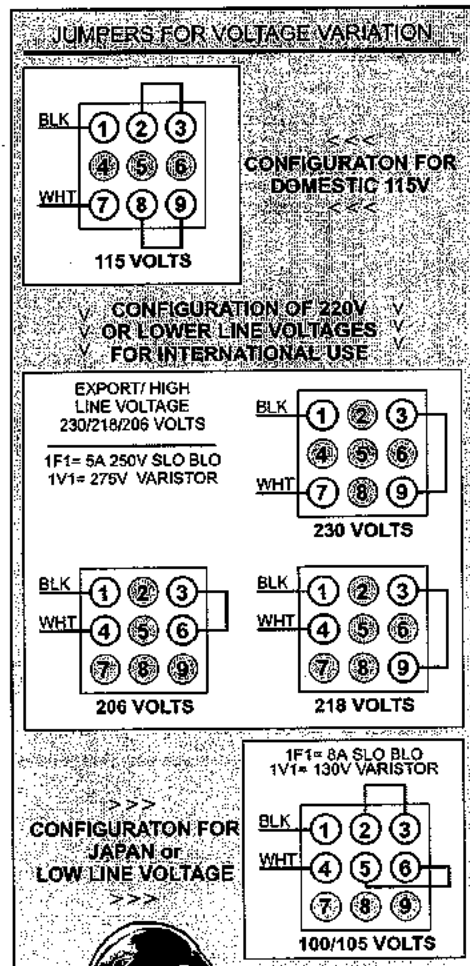 JUMPERS FOR VOLTAGE VARIATION
BLK 1 2 3
4 5 6
WHT 7 8 9
115 VOLTS
<<<
CONFIGURATON FOR
DOMESTIC 115V
<<<
V CONFIGURATION OF 220V V
V OR LOWER LINE VOLTAGES V
V FOR INTERNATIONAL USE V
EXPORT/ HIGH
LINE VOLTAGE
230/218/206 VOLTS
1F1= 5A 250V SLO BLO
1V1= 275V VARISTOR
BLK 1 2 3
4 5 6
WHT 7 8 9
230 VOLTS
BLK 1 2 3
WHT 4 5 6
7 8 9
206 VOLTS
BLK 1 2 3
WHT 4 5 6
7 8 9
218 VOLTS
>>>
CONFIGURATON FOR
JAPAN or
LOW LINE VOLTAGE
>>>
1F1= 8A SLO BLO
1V1= 130V VARISTOR
BLK 1 2 3
WHT 4 5 6
7 8 9
100/105 VOLTS